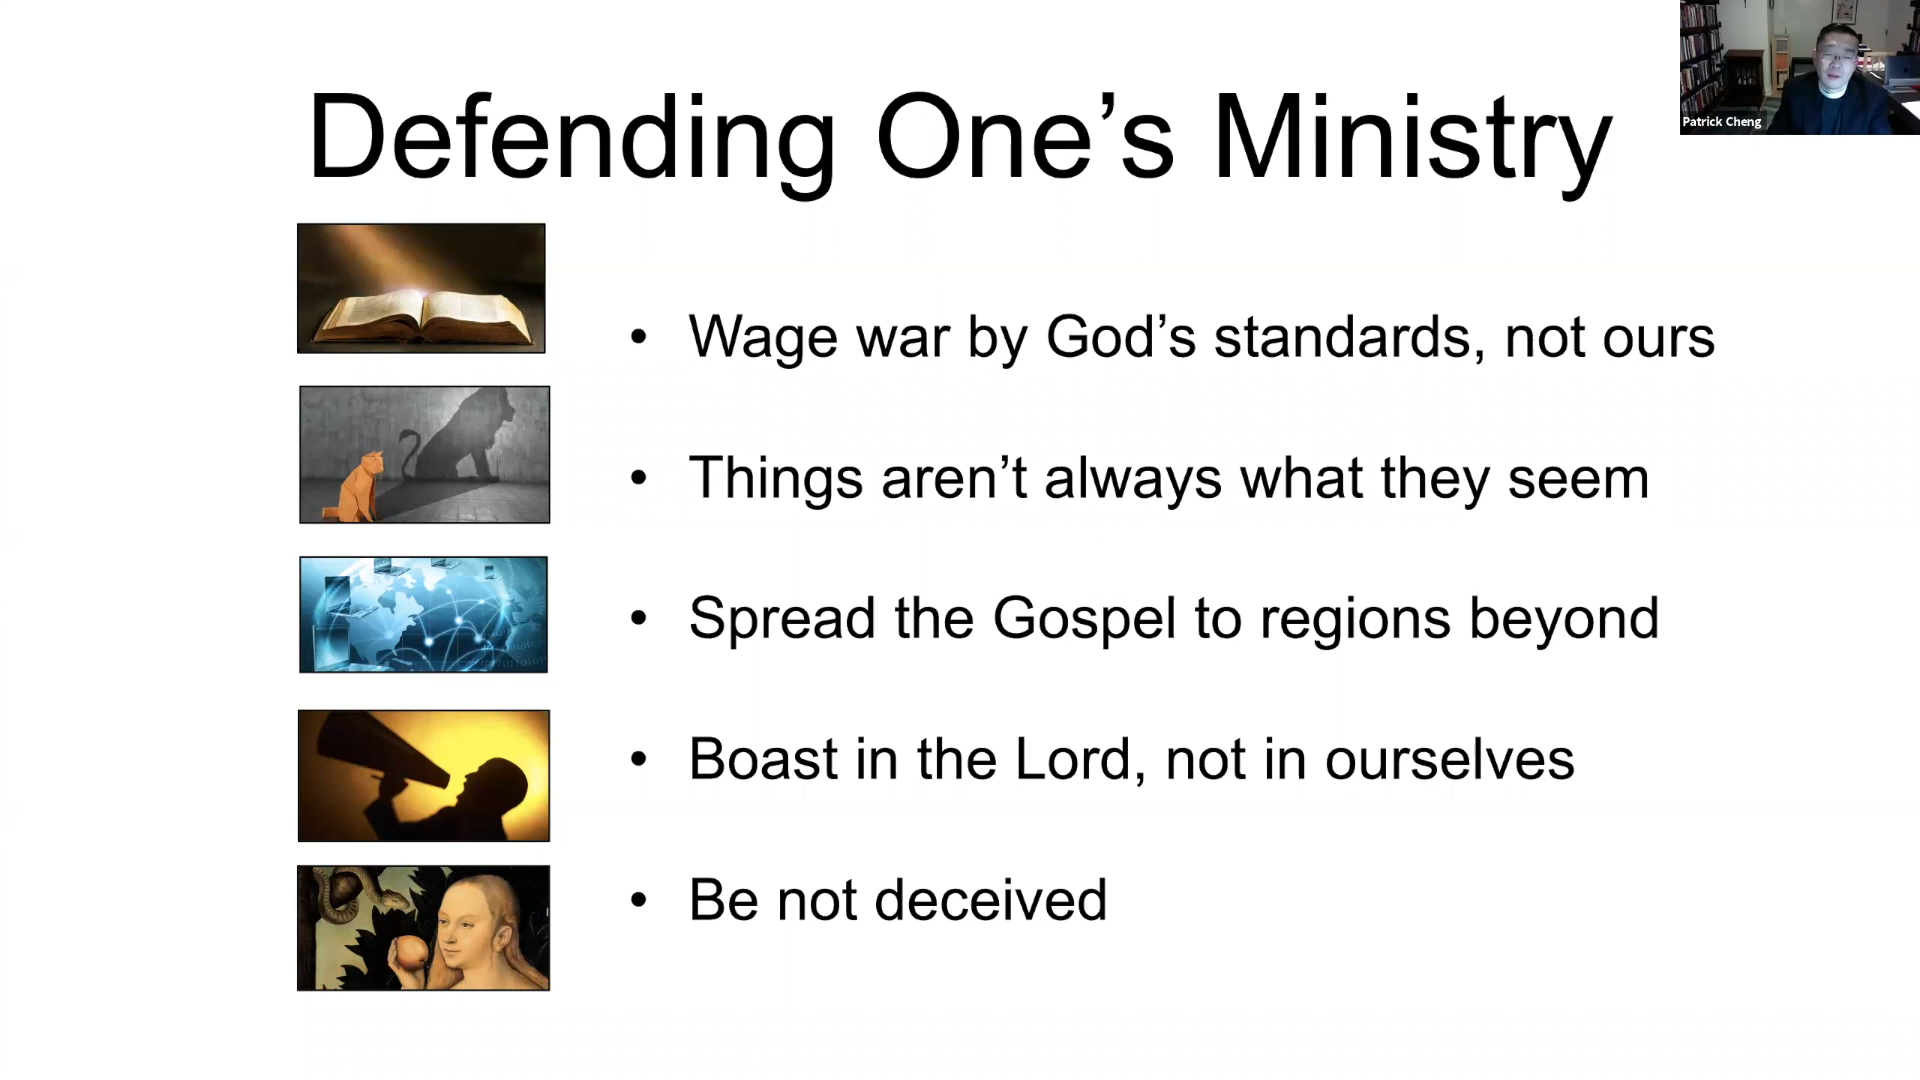 Defending One’s Ministry
Patrick Cheng
• Wage war by God’s standards, not ours
• Things aren’t always what they seem
• Spread the Gospel to regions beyond
• Boast in the Lord, not in ourselves
• Be not deceived